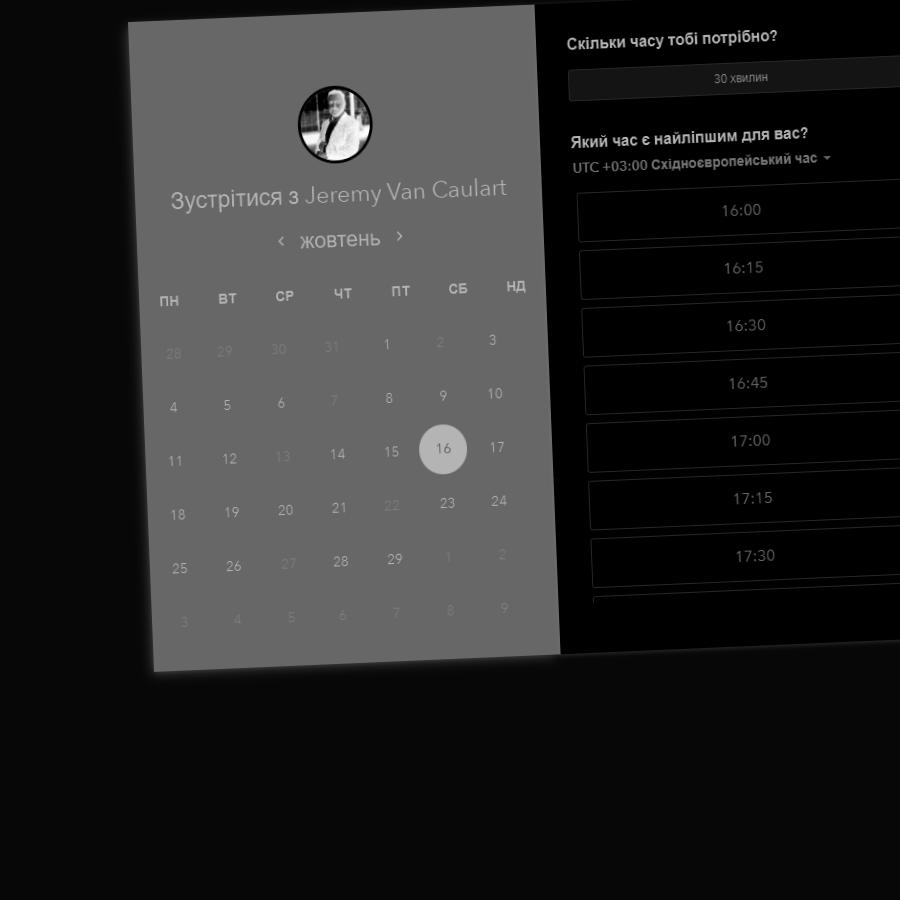 Зустрітися з Jeremy Van Caulart
жовтень
ПН ВТ СР ЧТ ПТ СБ НД
28 29 30 31 1 2 3
4 5 6 7 8 9 10
11 12 13 14 15 16 17
18 19 20 21 22 23 24
25 26 27 28 29 1 2
3 4 5 6 7 8 9
Скільки часу тобі потрібно?
30 хвилин
Який час є найліпшим для вас?
UTC +03:00 Східноєвропейський час
16:00
16:15
16:30
16:45
17:00
17:15
17:30